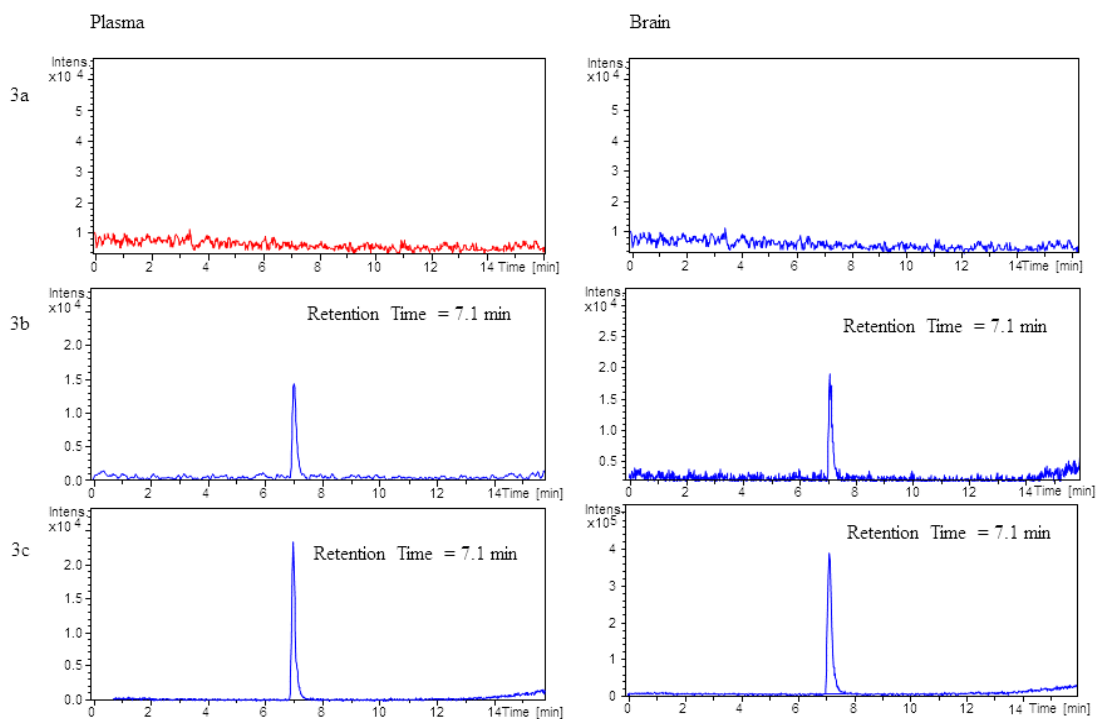 Plasma
Brain
3a
Intens.
x10 4
5
4
3
2
1
0 2 4 6 8 10 12 14 Time [min]
Intens.
x10 4
5
4
3
2
1
0 2 4 6 8 10 12 14 Time [min]
3b
Intens.
x10 4
Retention Time = 7.1 min
2.0
1.5
1.0
0.5
0.0
0 2 4 6 8 10 12 14 Time [min]
Intens.
x10 4
Retention Time = 7.1 min
2.5
2.0
1.5
1.0
0.5
0 2 4 6 8 10 12 14 Time [min]
3c
Intens.
x10 4
Retention Time = 7.1 min
2.0
1.5
1.0
0.5
0.0
0 2 4 6 8 10 12 14 Time [min]
Intens.
x10 5
Retention Time = 7.1 min
4
3
2
1
0
0 2 4 6 8 10 12 14 Time [min]